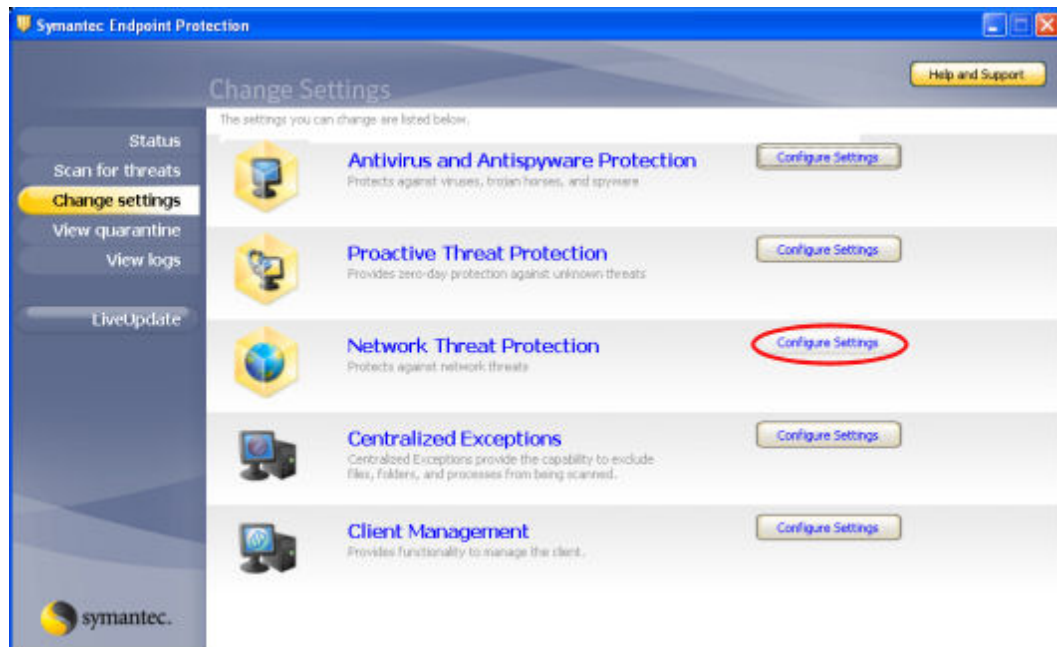 Symantec Endpoint Protection
Help and Support
Change Settings
The settings you can change are listed below.
Status
Scan for threats
Change settings
View quarantine
View logs
LiveUpdate
Antivirus and Antispyware Protection
Protects against viruses, trojan horses, and spyware
Configure Settings
Proactive Threat Protection
Provides zero-day protection against unknown threats
Configure Settings
Network Threat Protection
Protects against network threats
Configure Settings
Centralized Exceptions
Centralized Exceptions provide the capability to exclude
files, folders, and processes from being scanned.
Configure Settings
Client Management
Provides functionality to manage the client.
Configure Settings
symantec.